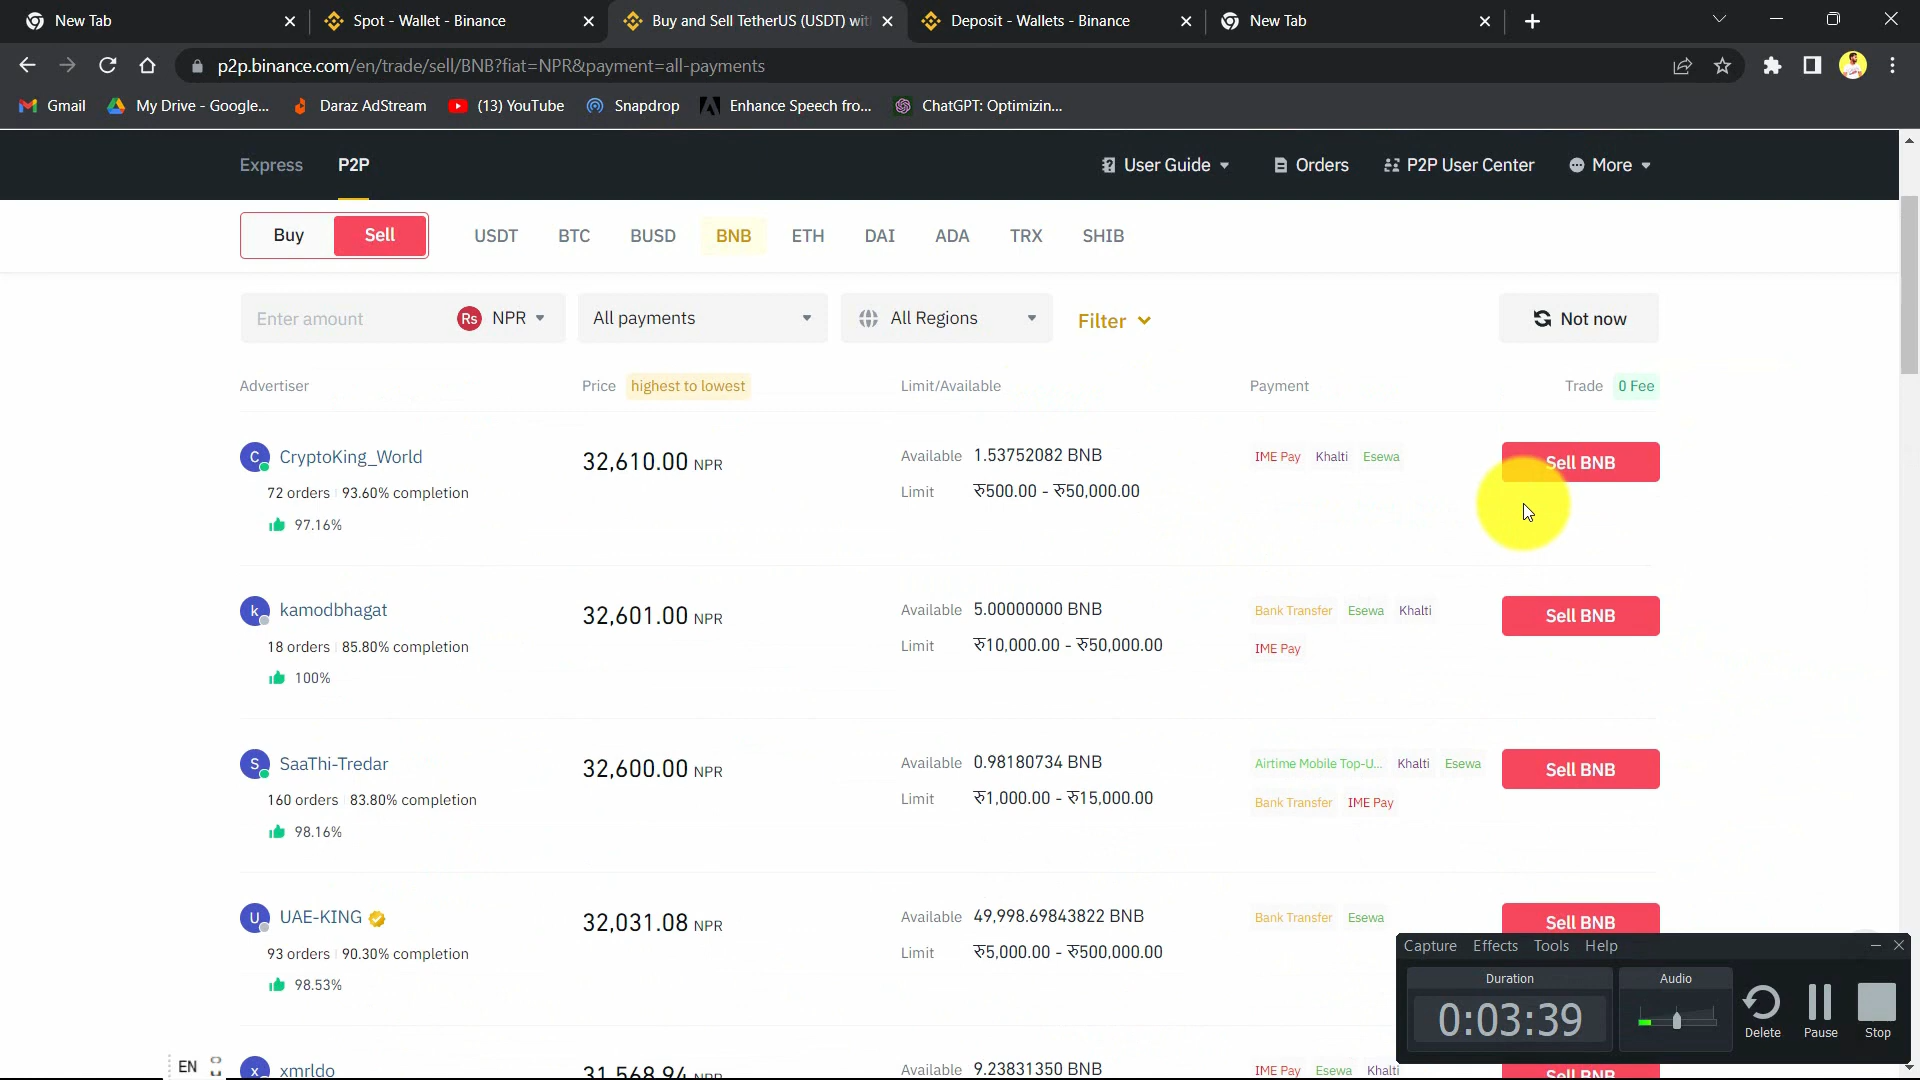 New Tab
Spot - Wallet - Binance
Buy and Sell TetherUS (USDT) wit
Deposit - Wallets - Binance
New Tab
p2p.binance.com/en/trade/sell/BNB?fiat=NPR&payment=all-payments
Gmail
My Drive - Google...
Daraz AdStream
(13) YouTube
Snapdrop
Enhance Speech fro...
ChatGPT: Optimizin...
Express
P2P
User Guide
Orders
P2P User Center
More
Buy
Sell
USDT
BTC
BUSD
BNB
ETH
DAI
ADA
TRX
SHIB
Enter amount
Rs NPR
All payments
All Regions
Filter
Not now
Advertiser
Price highest to lowest
Limit/Available
Payment
Trade 0 Fee
C CryptoKing_World
72 orders 93.60% completion
97.16%
32,610.00 NPR
Available 1.53752082 BNB
Limit रु500.00 - रु50,000.00
IME Pay Khalti Esewa
Sell BNB
k kamodbhagat
18 orders 85.80% completion
100%
32,601.00 NPR
Available 5.00000000 BNB
Limit रु10,000.00 - रु50,000.00
Bank Transfer Esewa Khalti
IME Pay
Sell BNB
S SaaThi-Tredar
160 orders 83.80% completion
98.16%
32,600.00 NPR
Available 0.98180734 BNB
Limit रु1,000.00 - रु15,000.00
Airtime Mobile Top-U... Khalti Esewa
Bank Transfer IME Pay
Sell BNB
U UAE-KING
93 orders 90.30% completion
98.53%
32,031.08 NPR
Available 49,998.69843822 BNB
Limit रु5,000.00 - रु500,000.00
Bank Transfer Esewa
Sell BNB
x xmrldo
31,568.94 NPR
Available 9.23831350 BNB
IME Pay Esewa Khalti
Sell BNB
Capture Effects Tools Help
Duration
0:03:39
Audio
Delete
Pause
Stop
EN